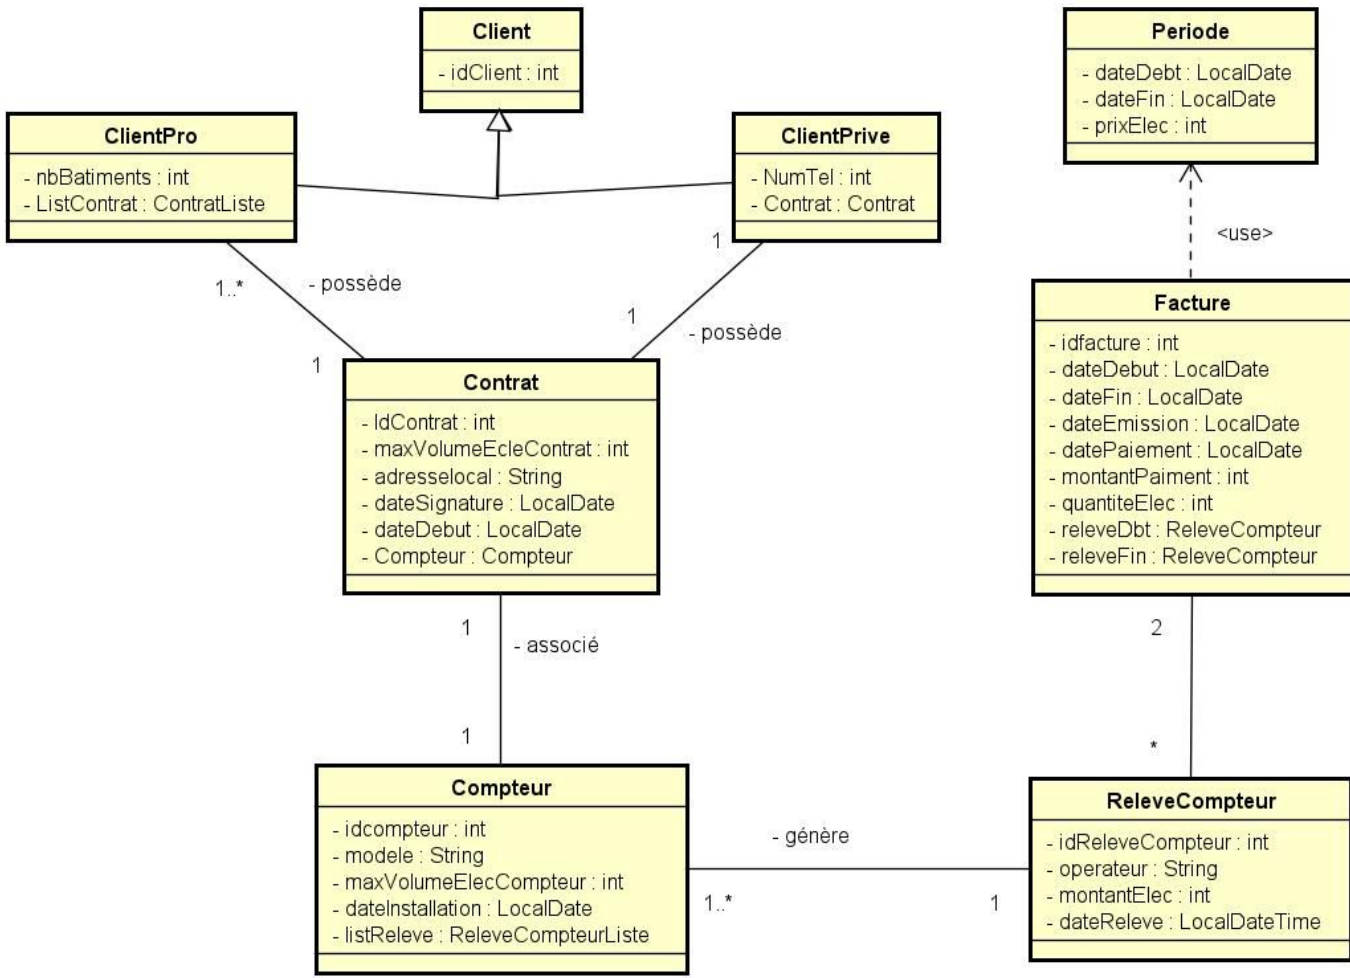 Client
- idClient : int
Periode
- dateDebt : LocalDate
- dateFin : LocalDate
- prixElec : int
ClientPro
- nbBatiments : int
- ListContrat : ContratListe
ClientPrive
- NumTel : int
- Contrat : Contrat
<use>
1..*
- possède
1
1
1
- possède
Contrat
- IdContrat : int
- maxVolumeEcleContrat : int
- adresselocal : String
- dateSignature : LocalDate
- dateDebut : LocalDate
- Compteur : Compteur
Facture
- idfacture : int
- dateDebut : LocalDate
- dateFin : LocalDate
- dateEmission : LocalDate
- datePaiement : LocalDate
- montantPaiment : int
- quantiteElec : int
- releveDbt : ReleveCompteur
- releveFin : ReleveCompteur
1
- associé
1
2
*
Compteur
- idcompteur : int
- modele : String
- maxVolumeElecCompteur : int
- dateInstallation : LocalDate
- listReleve : ReleveCompteurListe
- génère
1..*
1
ReleveCompteur
- idReleveCompteur : int
- operateur : String
- montantElec : int
- dateReleve : LocalDateTime